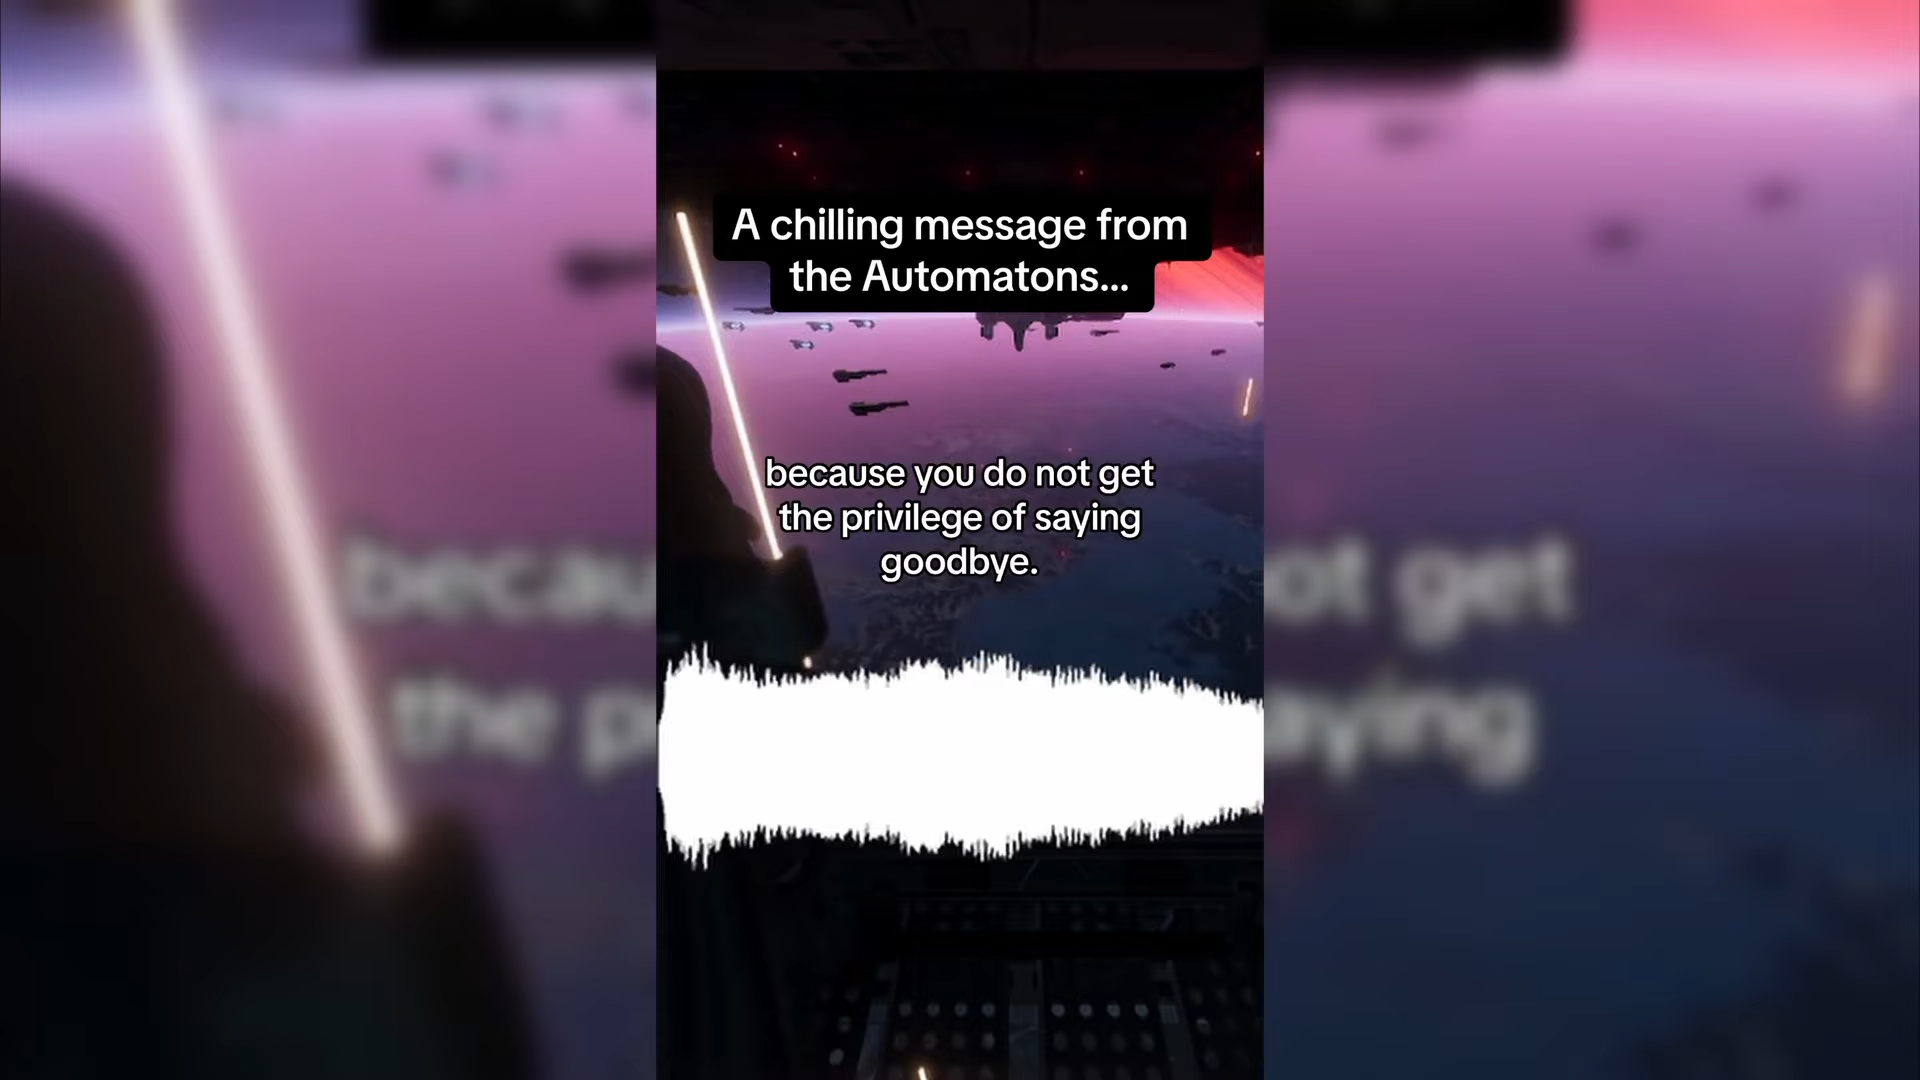 A chilling message from
the Automatons...
because you do not get
the privilege of saying
goodbye.